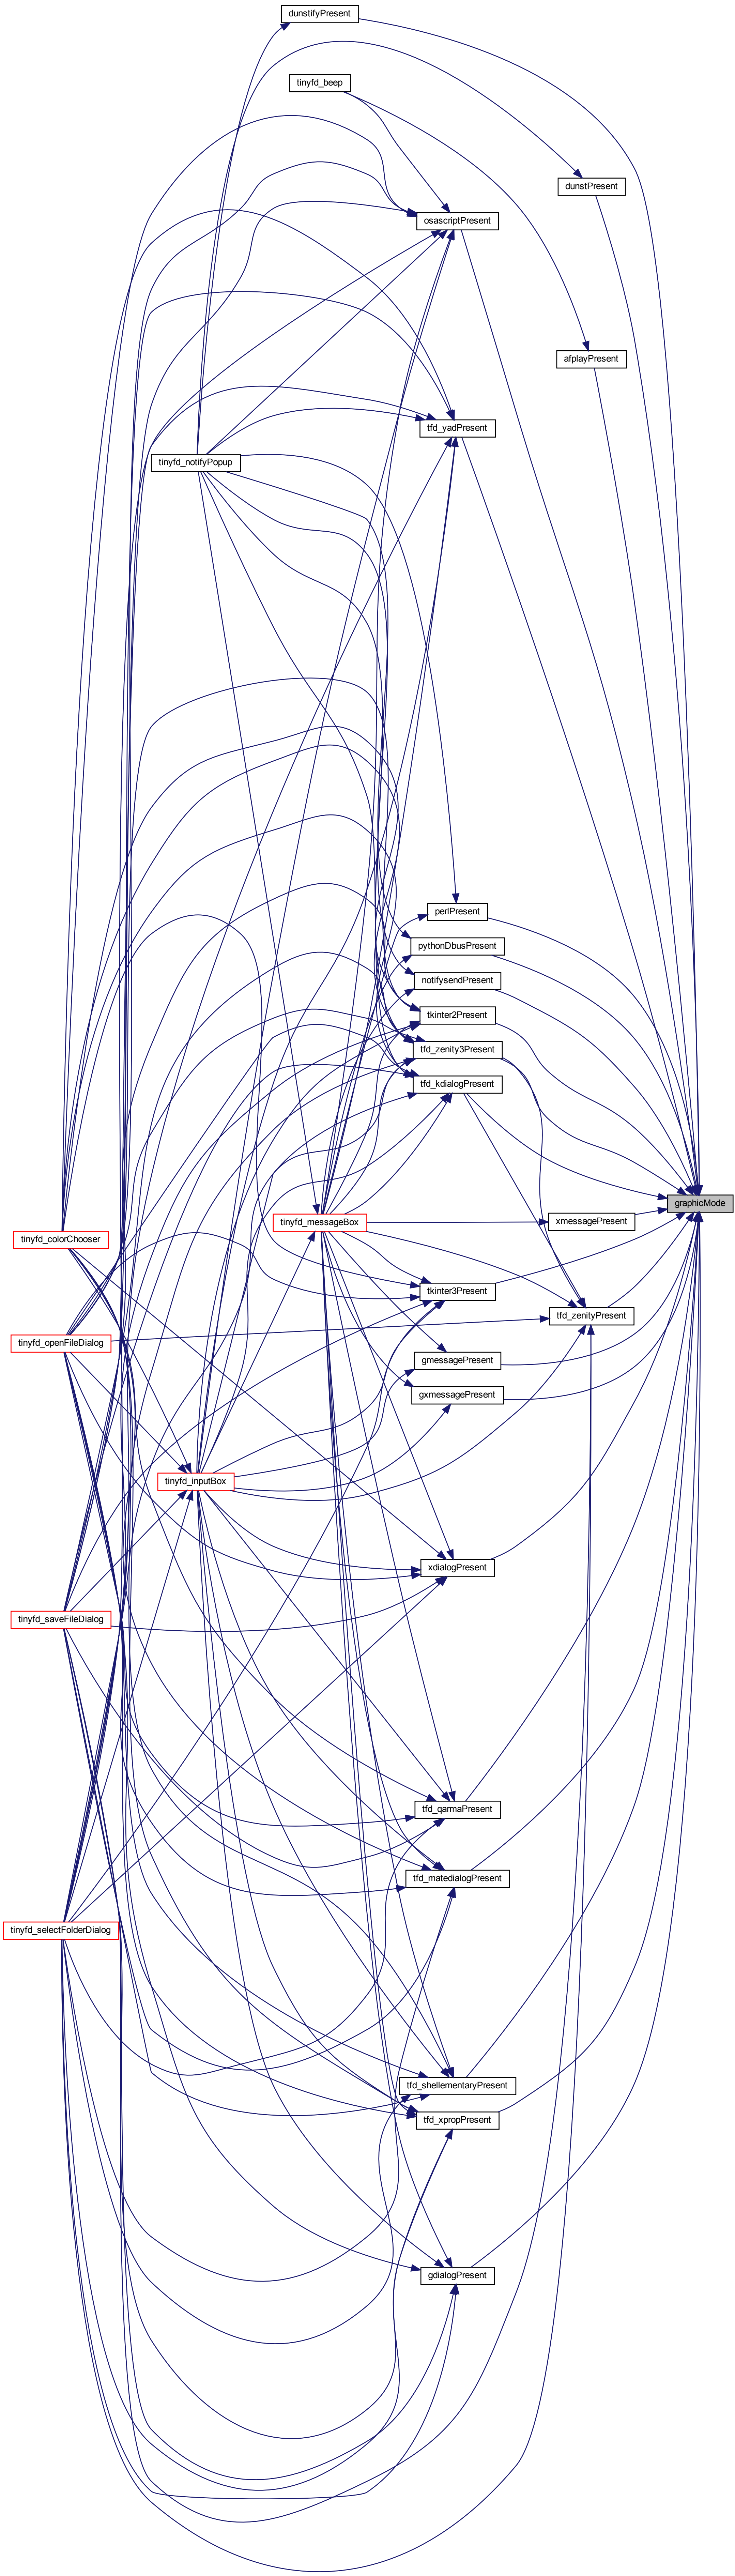 dunstifyPresent
tinyfd_beep
dunstPresent
osascriptPresent
afplayPresent
tfd_yadPresent
tinyfd_notifyPopup
perlPresent
pythonDbusPresent
notifysendPresent
tkinter2Present
tfd_zenity3Present
tfd_kdialogPresent
graphicMode
tinyfd_messageBox
xmessagePresent
tinyfd_colorChooser
tkinter3Present
tfd_zenityPresent
tinyfd_openFileDialog
gmessagePresent
gxmessagePresent
tinyfd_inputBox
xdialogPresent
tinyfd_saveFileDialog
tfd_qarmaPresent
tfd_matedialogPresent
tinyfd_selectFolderDialog
tfd_shellementaryPresent
tfd_xpropPresent
gdialogPresent